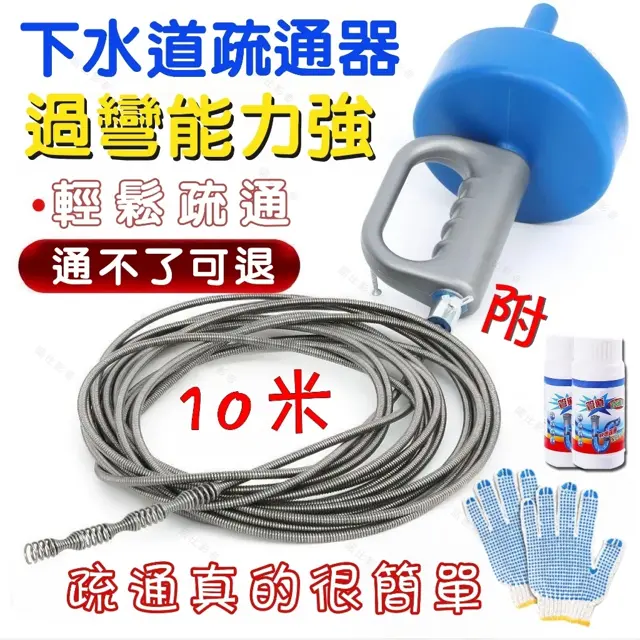 下水道疏通器
過彎能力強
•輕鬆疏通
通不了可退
附
10米
疏通真的很簡單